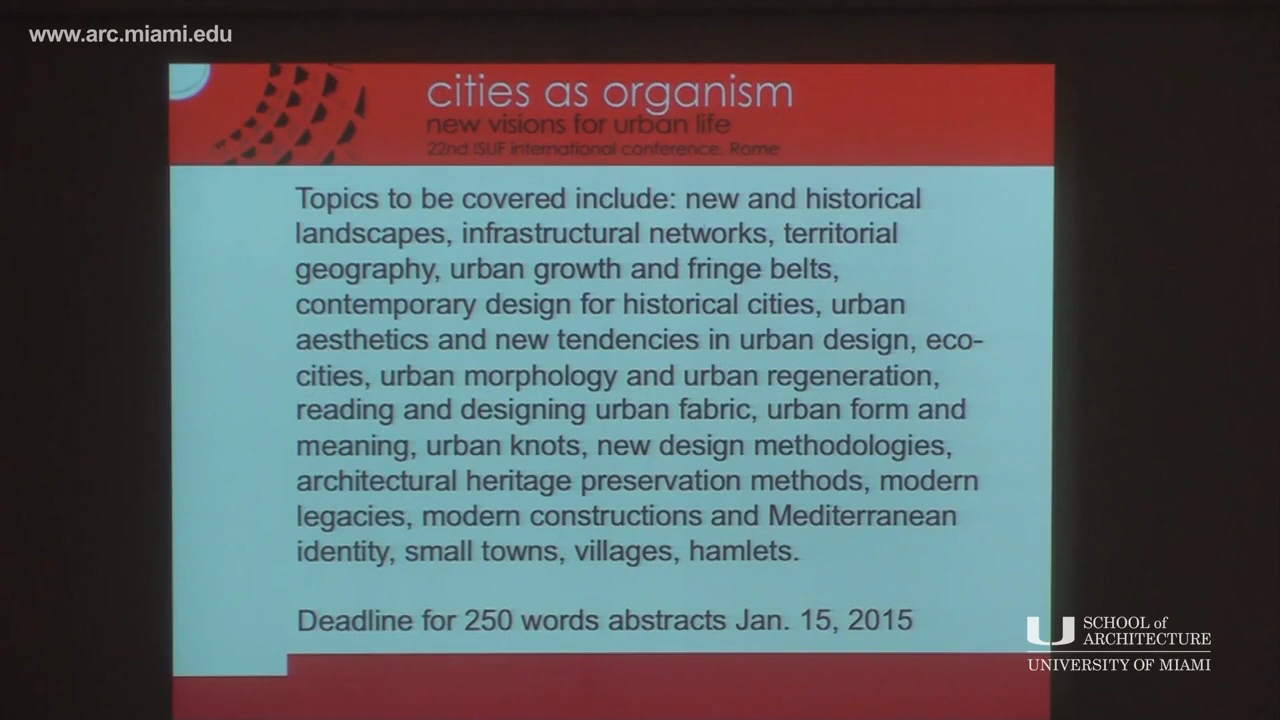 www.arc.miami.edu
cities as organism
new visions for urban life
22nd ISUF international conference. Rome
Topics to be covered include: new and historical
landscapes, infrastructural networks, territorial
geography, urban growth and fringe belts,
contemporary design for historical cities, urban
aesthetics and new tendencies in urban design, eco-
cities, urban morphology and urban regeneration,
reading and designing urban fabric, urban form and
meaning, urban knots, new design methodologies,
architectural heritage preservation methods, modern
legacies, modern constructions and Mediterranean
identity, small towns, villages, hamlets.
Deadline for 250 words abstracts Jan. 15, 2015
U SCHOOL of
ARCHITECTURE
UNIVERSITY OF MIAMI